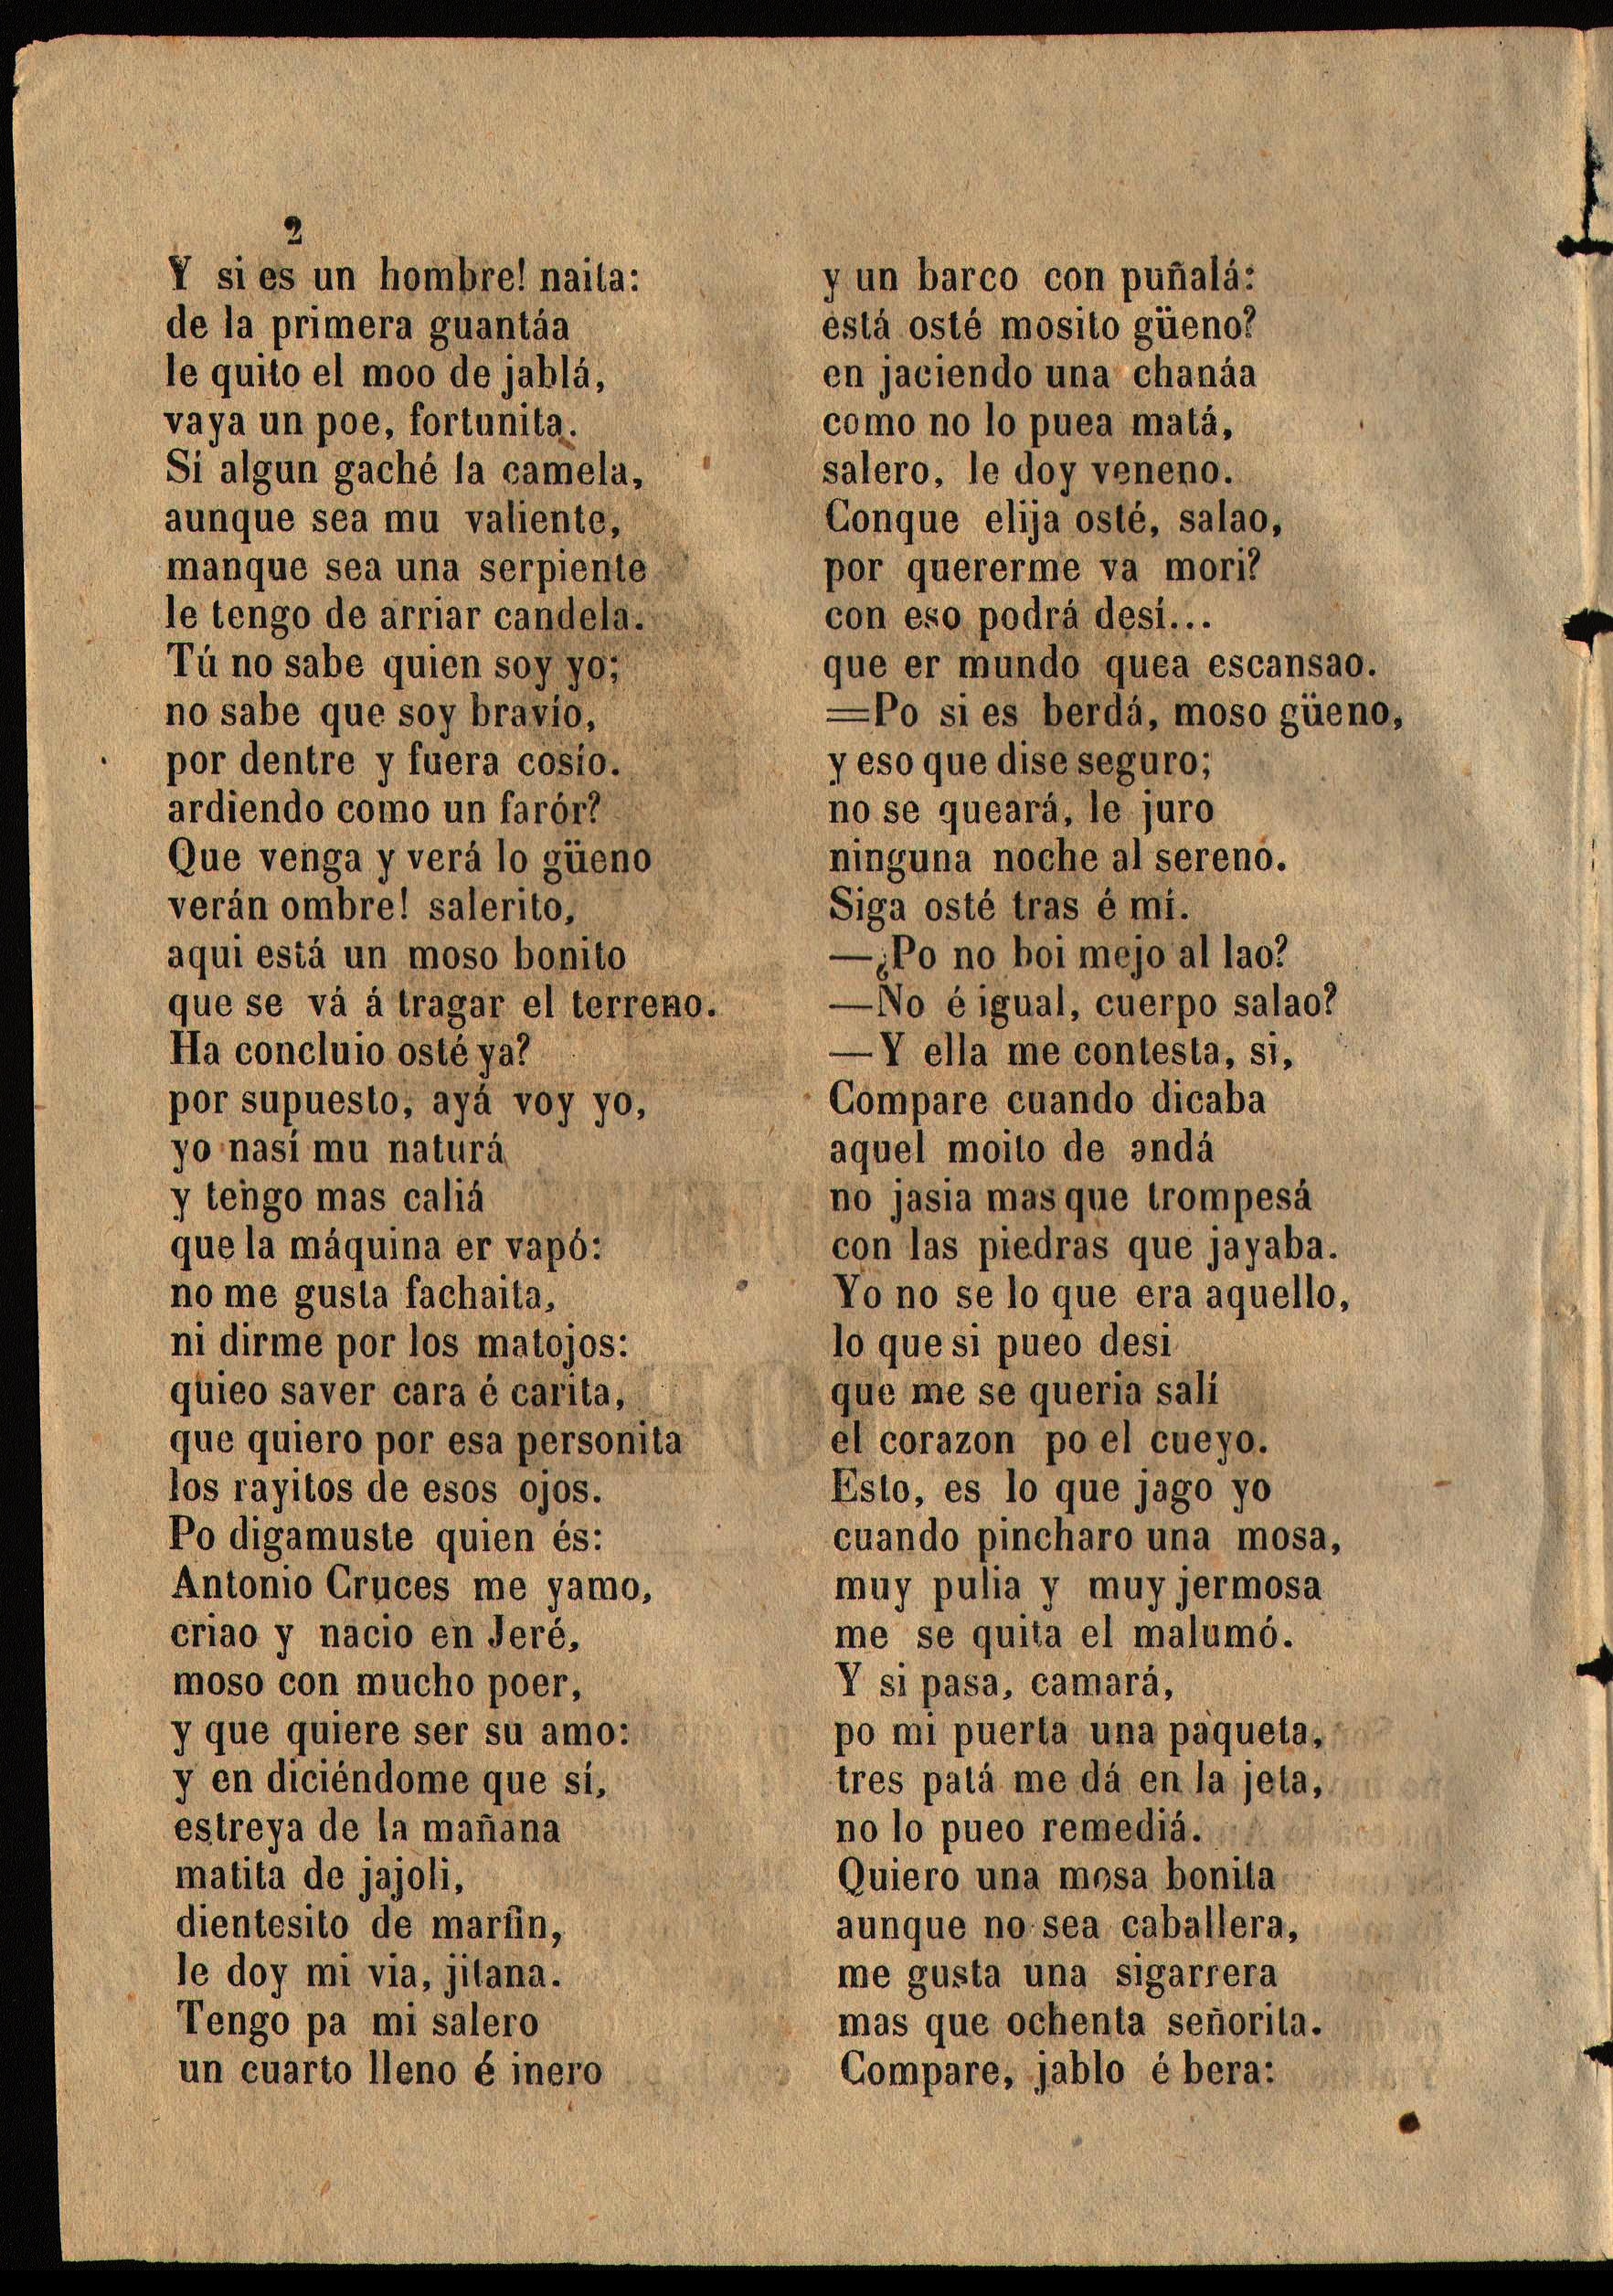 2
Y si es un hombre! naita:
de la primera guantáa
le quito el moo de jablá,
vaya un poe, fortunita.
Si algun gaché la camela,
aunque sea mu valiente,
manque sea una serpiente
le tengo de arriar candela.
Tú no sabe quien soy yo;
no sabe que soy bravío,
por dentre y fuera cosío.
ardiendo como un farór?
Que venga y verá lo güeno
verán ombre! salerito,
aqui está un moso bonito
que se vá á tragar el terreno.
Ha concluio osté ya?
por supuesto, ayá voy yo,
yo nasí mu naturá
y tengo mas caliá
que la máquina er vapó:
no me gusta fachaita,
ni dirme por los matojos:
quieo saver cara é carita,
que quiero por esa personita
los rayitos de esos ojos.
Po digamuste quien és:
Antonio Cruces me yamo,
criao y nacio en Jeré,
moso con mucho poer,
y que quiere ser su amo:
y en diciéndome que sí,
estreya de la mañana
matita de jajoli,
dientesito de marfin,
le doy mi via, jitana.
Tengo pa mi salero
un cuarto lleno é inero
y un barco con puñalá:
está osté mosito güeno?
en jaciendo una chanáa
como no lo puea matá,
salero, le doy veneno.
Conque elija osté, salao,
por quererme va mori?
con eso podrá desí...
que er mundo quea escansao.
=Po si es berdá, moso güeno,
y eso que dise seguro;
no se queará, le juro
ninguna noche al sereno.
Siga osté tras é mí.
—¿Po no boi mejo al lao?
—No é igual, cuerpo salao?
—Y ella me contesta, si,
Compare cuando dicaba
aquel moito de andá
no jasia mas que trompesá
con las piedras que jayaba.
Yo no se lo que era aquello,
lo que si pueo desi
que me se queria salí
el corazon po el cueyo.
Esto, es lo que jago yo
cuando pincharo una mosa,
muy pulia y muy jermosa
me se quita el malumó.
Y si pasa, camará,
po mi puerta una paqueta,
tres patá me dá en la jeta,
no lo pueo remediá.
Quiero una mosa bonita
aunque no sea caballera,
me gusta una sigarrera
mas que ochenta señorita.
Compare, jablo é bera: